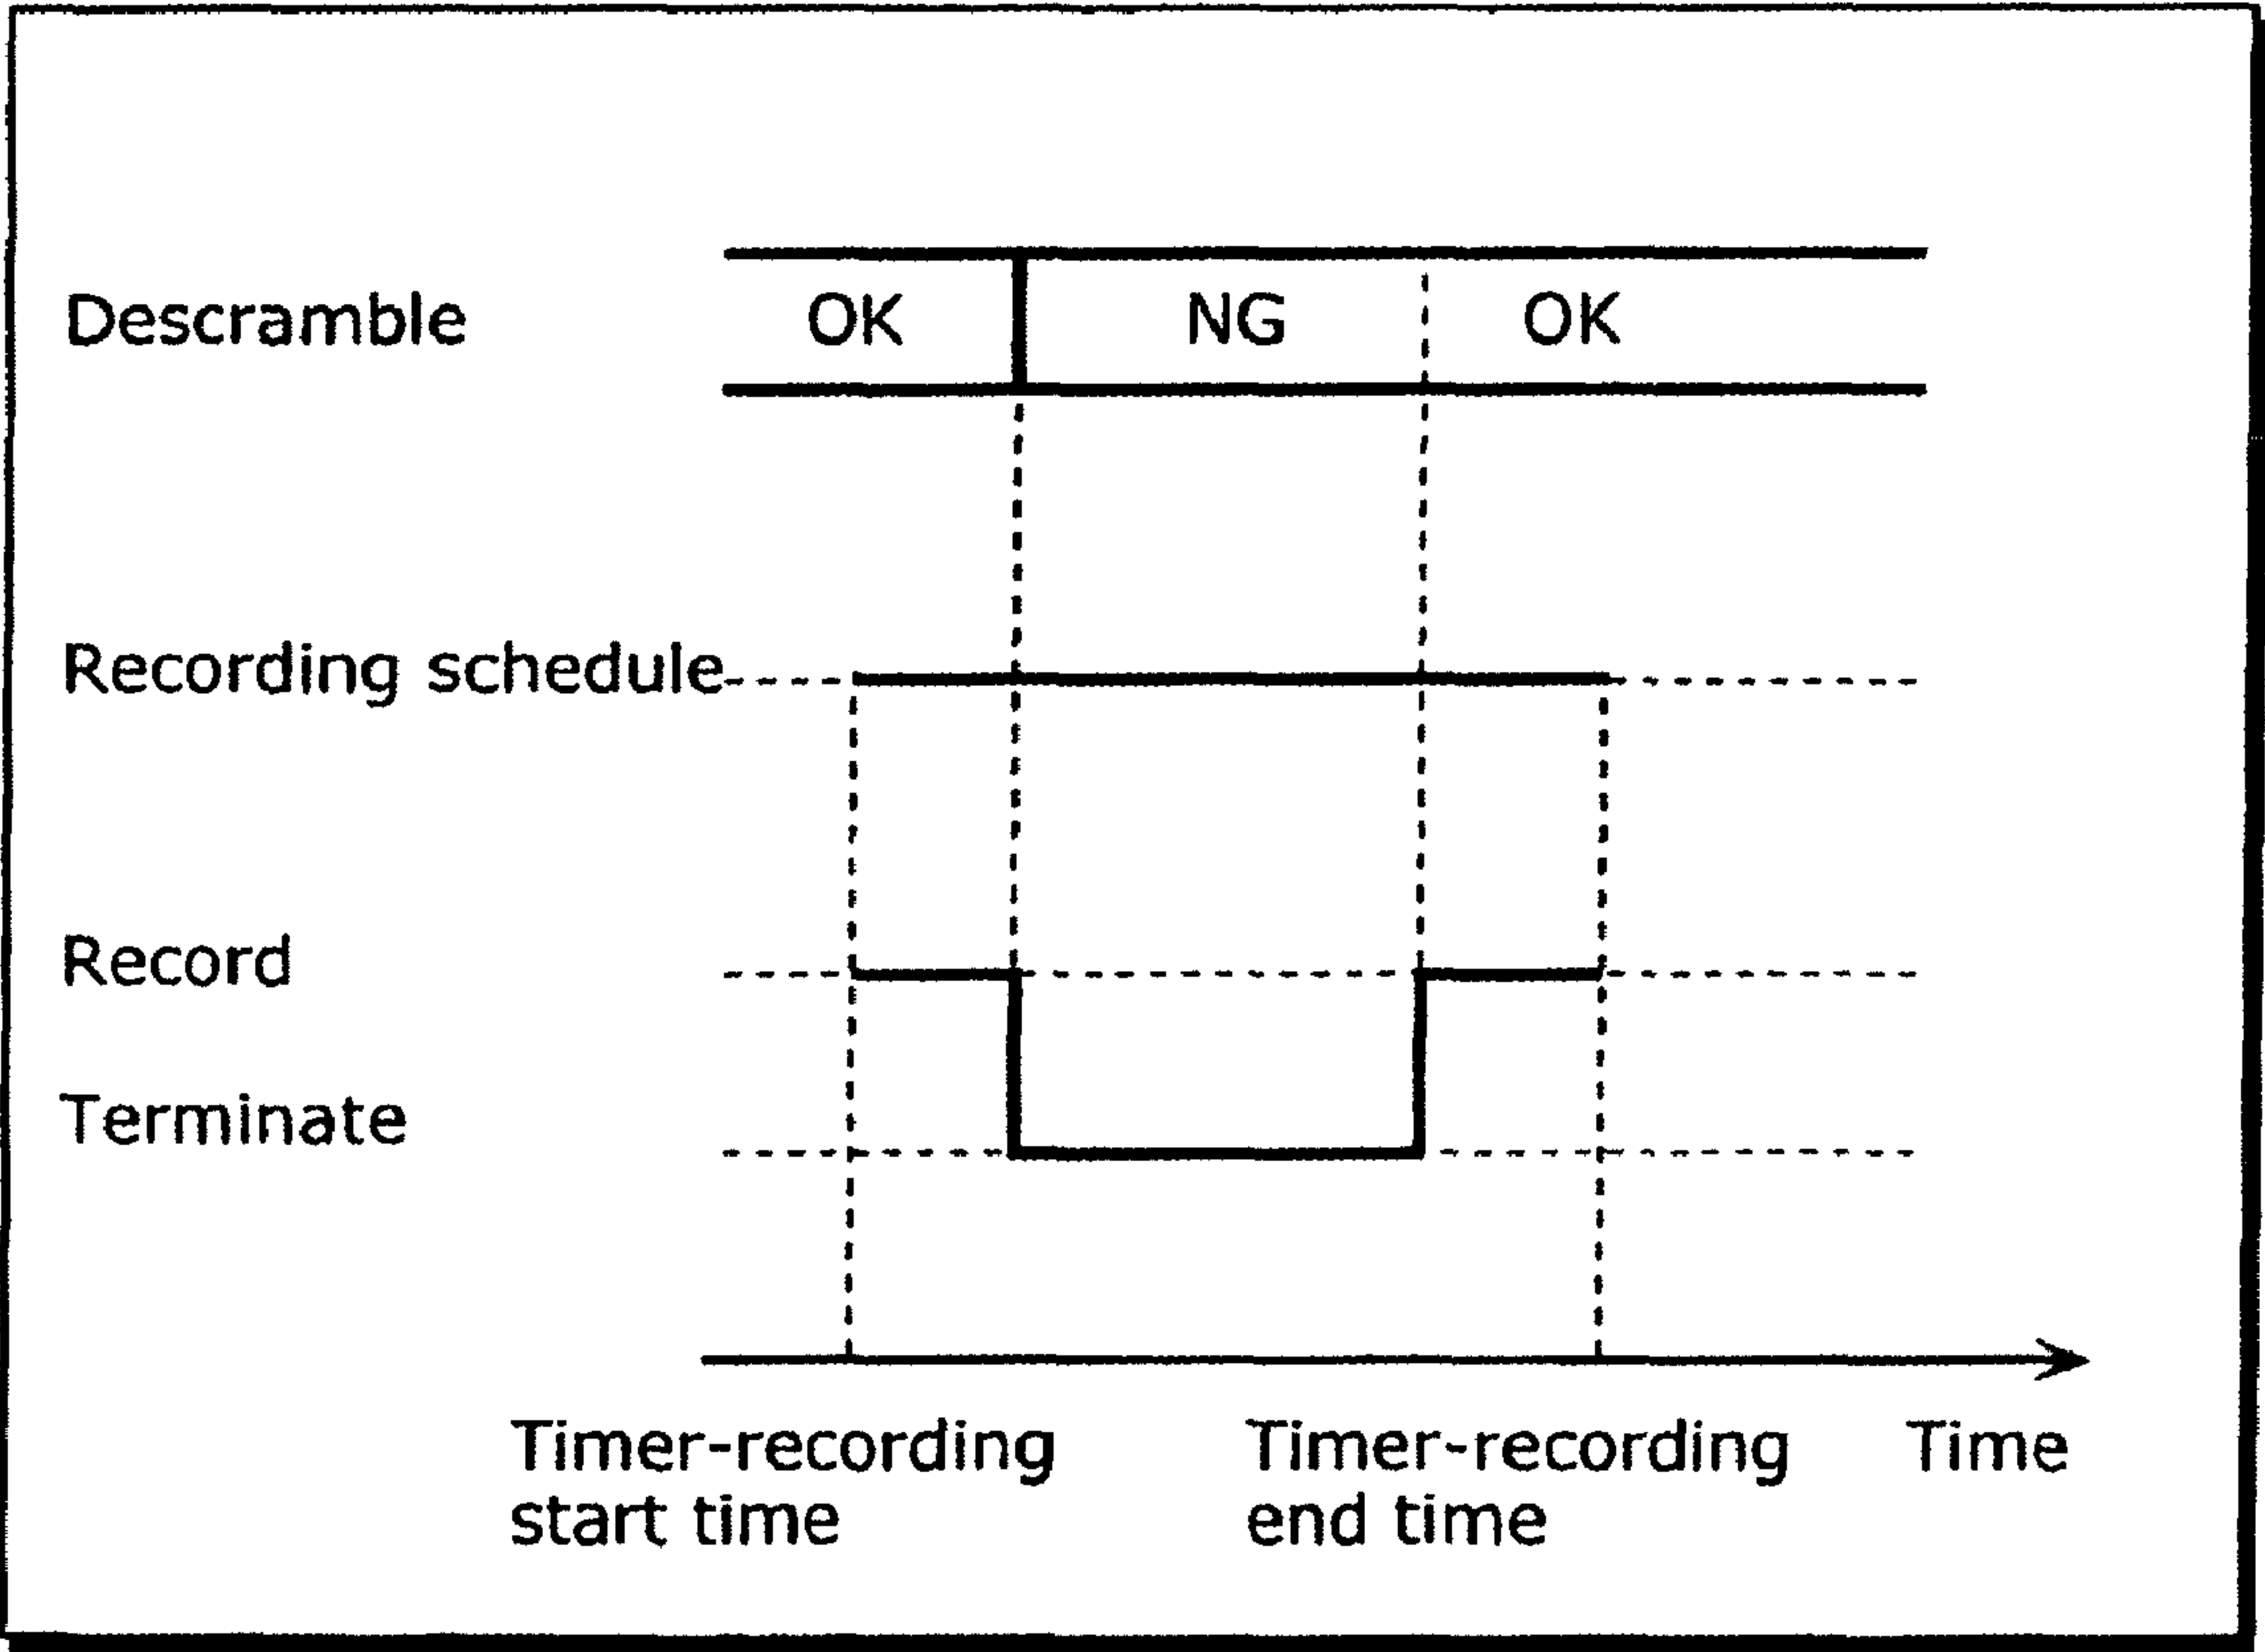 Descramble OK NG OK
Recording schedule
Record
Terminate
Timer-recording Timer-recording Time
start time end time